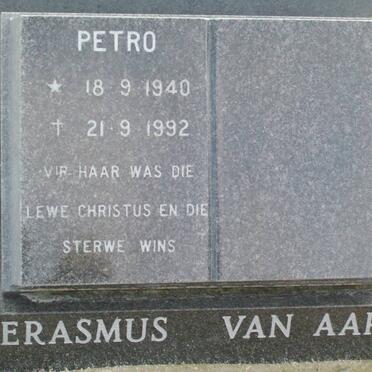 PETRO
★ 18 9 1940
† 21 9 1992
VIR HAAR WAS DIE
LEWE CHRISTUS EN DIE
STERWE WINS
ERASMUS VAN